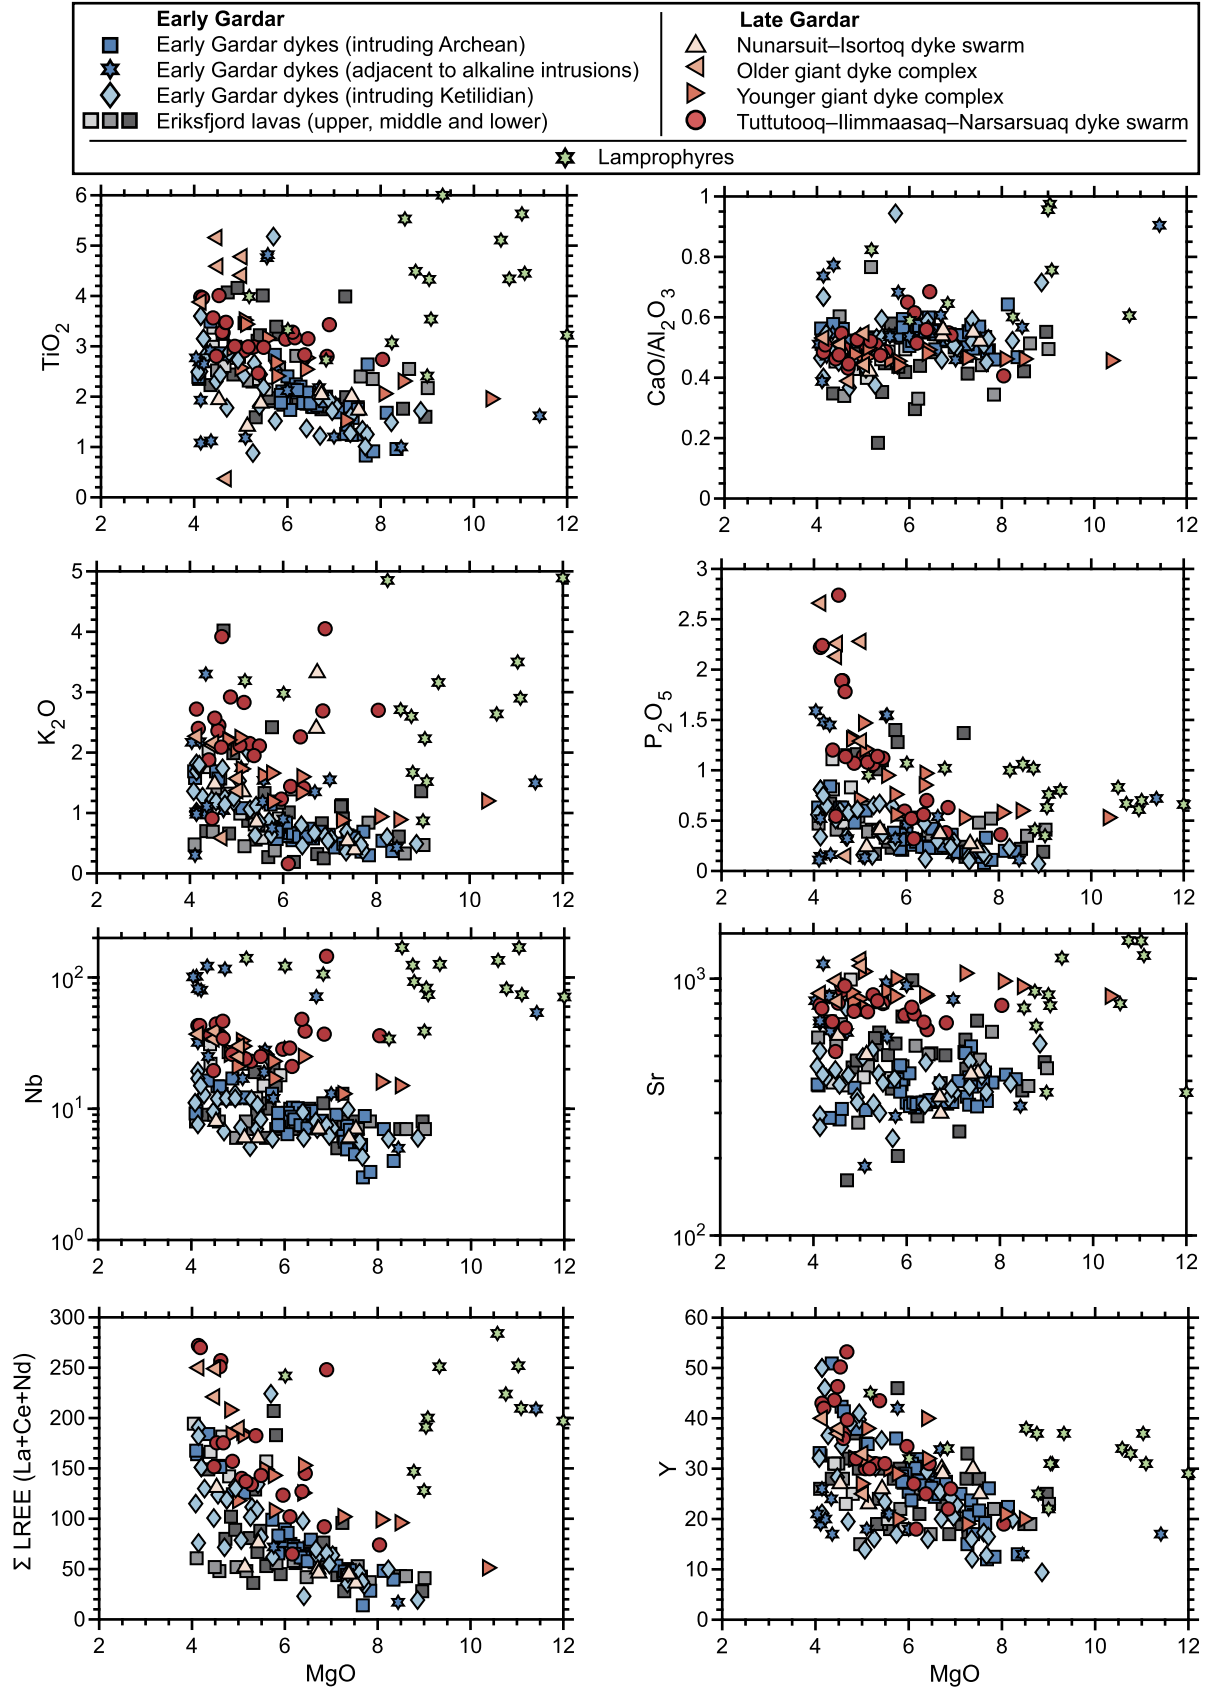 Early Gardar
Early Gardar dykes (intruding Archean)
Early Gardar dykes (adjacent to alkaline intrusions)
Early Gardar dykes (intruding Ketilidian)
Eriksfjord lavas (upper, middle and lower)
Late Gardar
Nunarsuit–Isortoq dyke swarm
Older giant dyke complex
Younger giant dyke complex
Tuttutooq–Ilimmaasaq–Narsarsuaq dyke swarm
Lamprophyres
TiO2
6
5
4
3
2
1
0
2 4 6 8 10 12
CaO/Al2O3
1
0.8
0.6
0.4
0.2
0
2 4 6 8 10 12
K2O
5
4
3
2
1
0
2 4 6 8 10 12
P2O5
3
2.5
2
1.5
1
0.5
0
2 4 6 8 10 12
Nb
10^2
10^1
10^0
2 4 6 8 10 12
Sr
10^3
10^2
2 4 6 8 10 12
Σ LREE (La+Ce+Nd)
300
250
200
150
100
50
0
2 4 6 8 10 12
MgO
Y
60
50
40
30
20
10
0
2 4 6 8 10 12
MgO